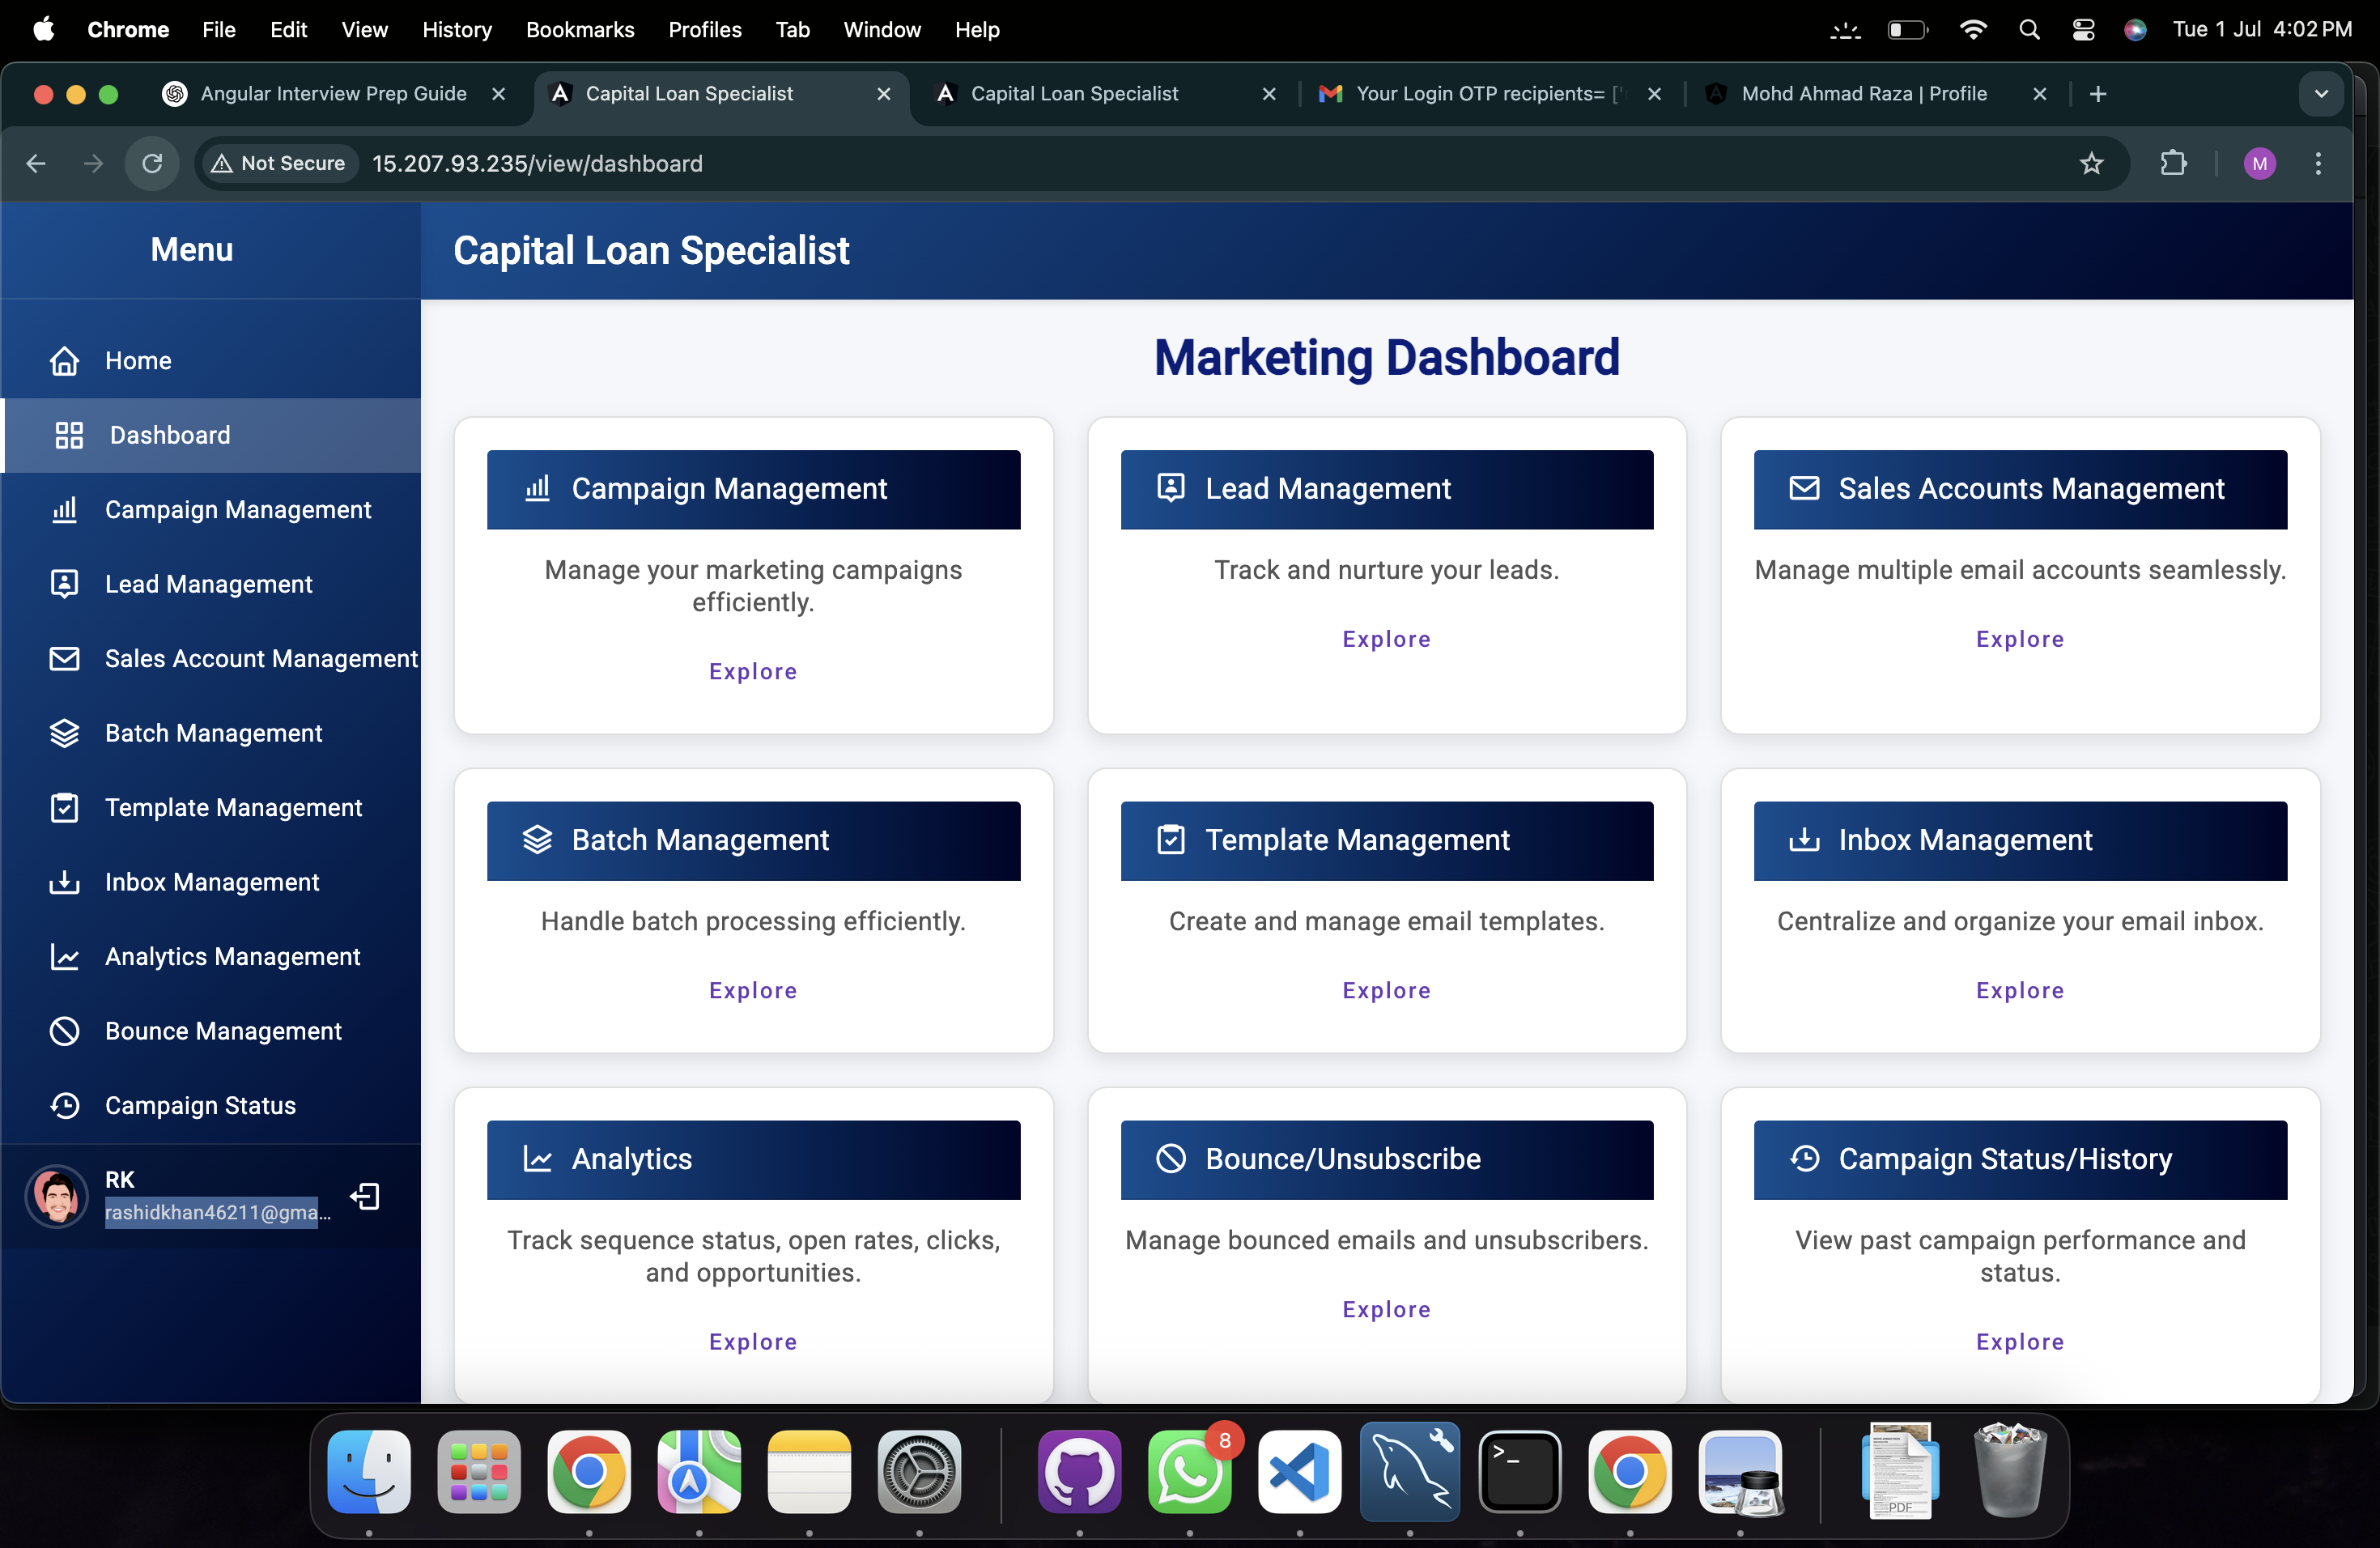 Chrome File Edit View History Bookmarks Profiles Tab Window Help Tue 1 Jul 4:02 PM
Angular Interview Prep Guide Capital Loan Specialist Capital Loan Specialist Your Login OTP recipients= [' Mohd Ahmad Raza | Profile
Not Secure 15.207.93.235/view/dashboard M
Menu
Home
Dashboard
Campaign Management
Lead Management
Sales Account Management
Batch Management
Template Management
Inbox Management
Analytics Management
Bounce Management
Campaign Status
RK
rashidkhan46211@gma...
Capital Loan Specialist
Marketing Dashboard
Campaign Management
Manage your marketing campaigns
efficiently.
Explore
Lead Management
Track and nurture your leads.
Explore
Sales Accounts Management
Manage multiple email accounts seamlessly.
Explore
Batch Management
Handle batch processing efficiently.
Explore
Template Management
Create and manage email templates.
Explore
Inbox Management
Centralize and organize your email inbox.
Explore
Analytics
Track sequence status, open rates, clicks,
and opportunities.
Explore
Bounce/Unsubscribe
Manage bounced emails and unsubscribers.
Explore
Campaign Status/History
View past campaign performance and
status.
Explore
8
>_
PDF